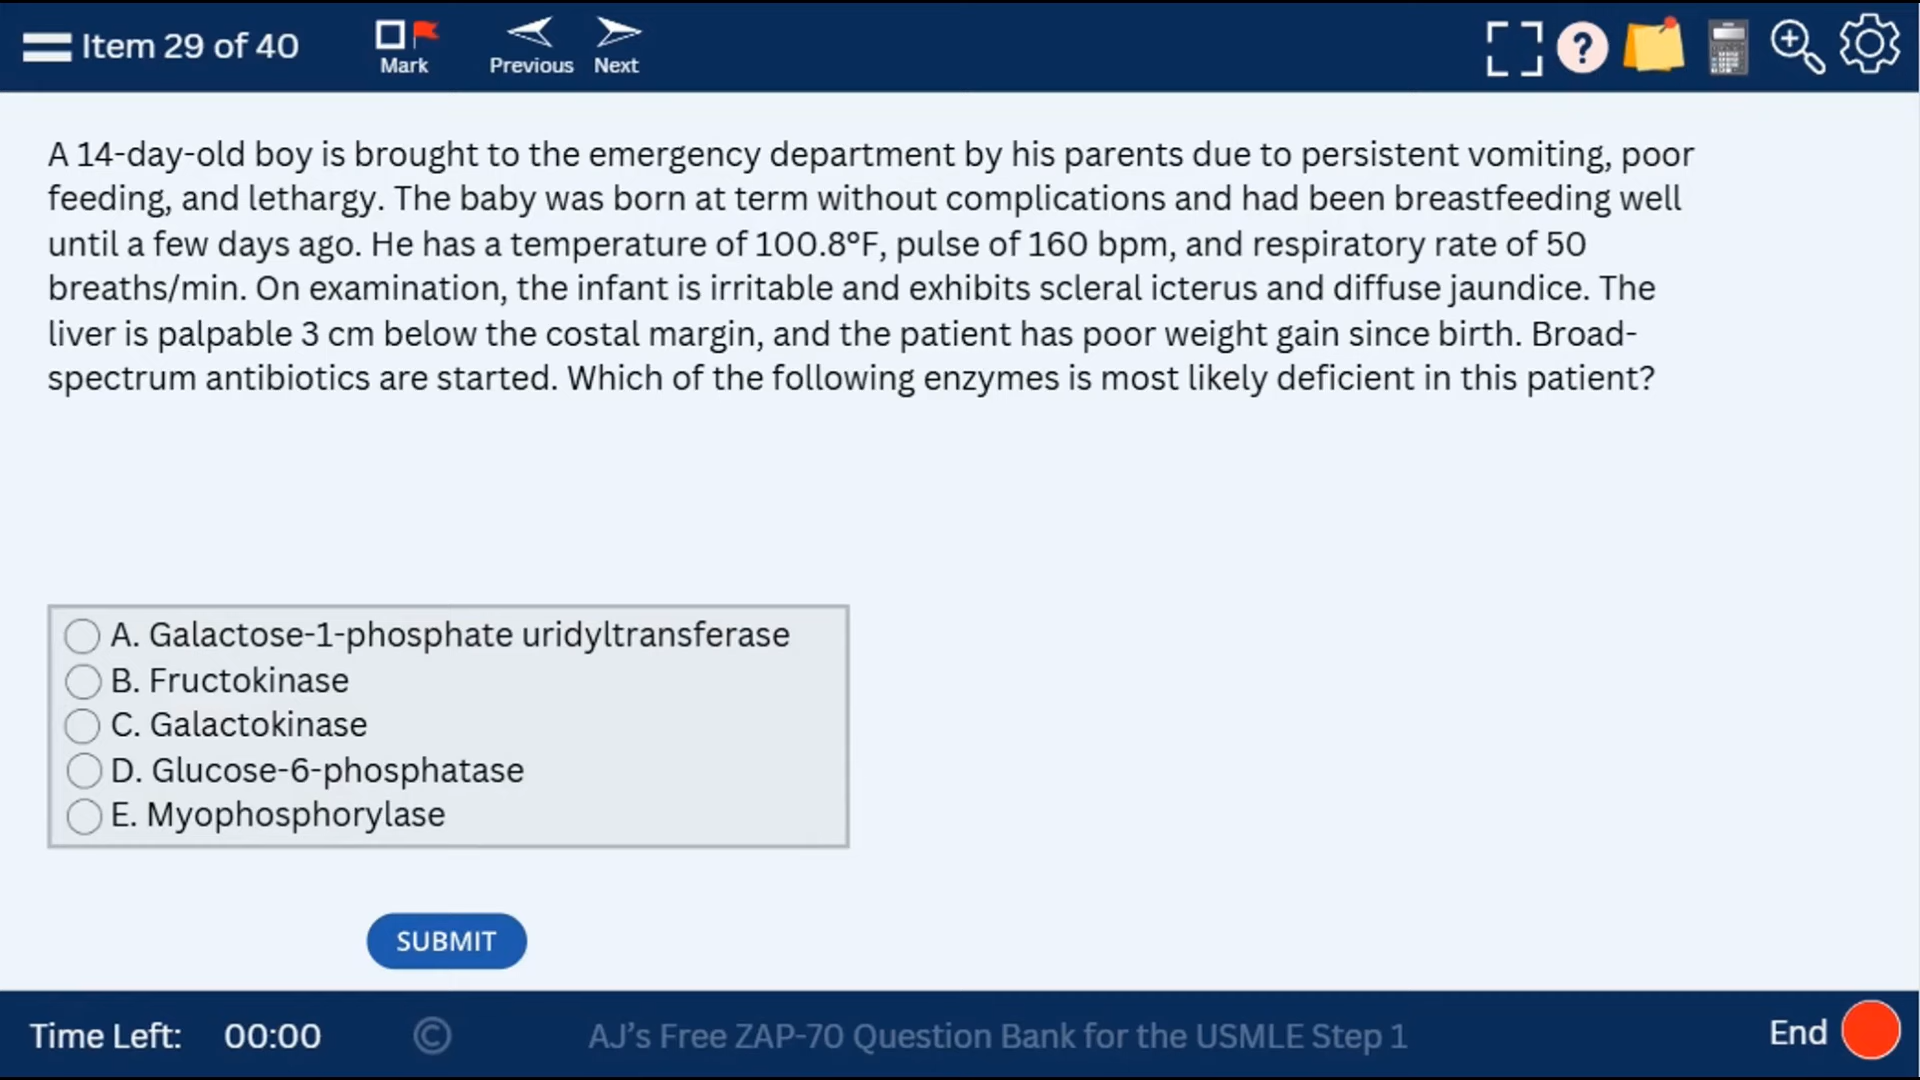 Item 29 of 40
Mark
Previous
Next
?
A 14-day-old boy is brought to the emergency department by his parents due to persistent vomiting, poor
feeding, and lethargy. The baby was born at term without complications and had been breastfeeding well
until a few days ago. He has a temperature of 100.8°F, pulse of 160 bpm, and respiratory rate of 50
breaths/min. On examination, the infant is irritable and exhibits scleral icterus and diffuse jaundice. The
liver is palpable 3 cm below the costal margin, and the patient has poor weight gain since birth. Broad-
spectrum antibiotics are started. Which of the following enzymes is most likely deficient in this patient?
A. Galactose-1-phosphate uridyltransferase
B. Fructokinase
C. Galactokinase
D. Glucose-6-phosphatase
E. Myophosphorylase
SUBMIT
Time Left: 00:00
©
AJ’s Free ZAP-70 Question Bank for the USMLE Step 1
End